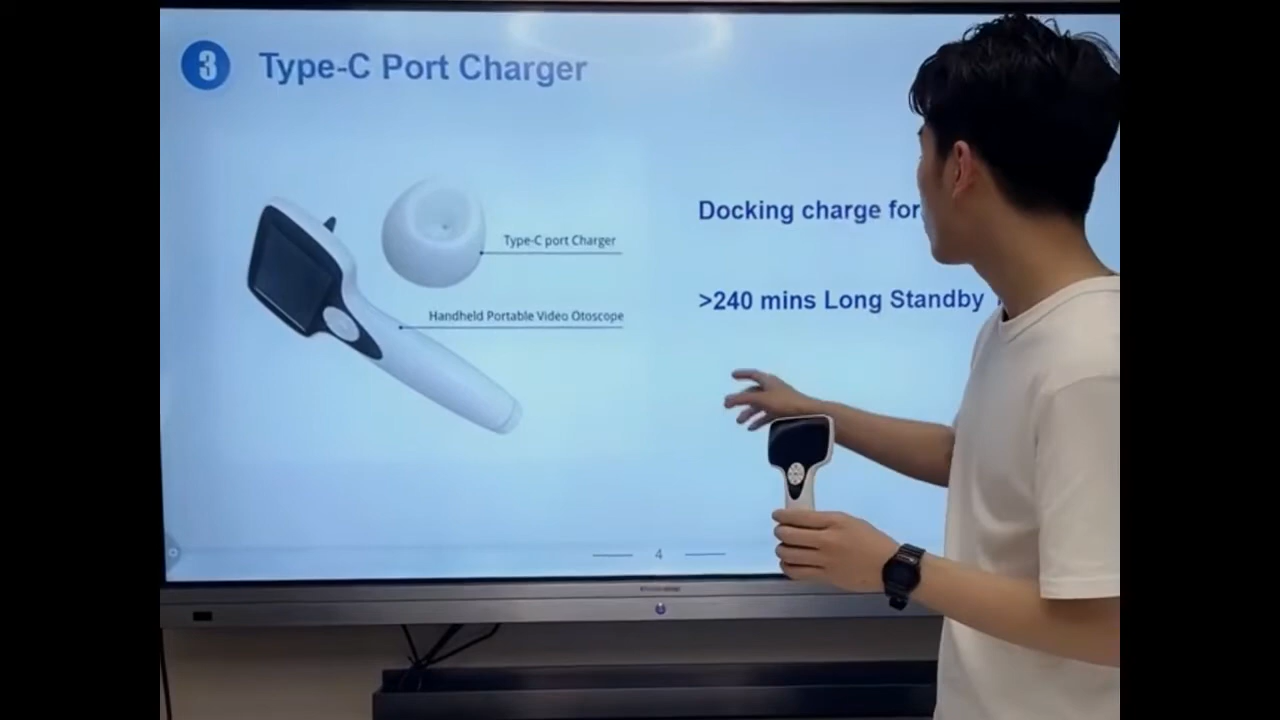 3 Type-C Port Charger
Docking charge for
Type-C port Charger
>240 mins Long Standby
Handheld Portable Video Otoscope
4